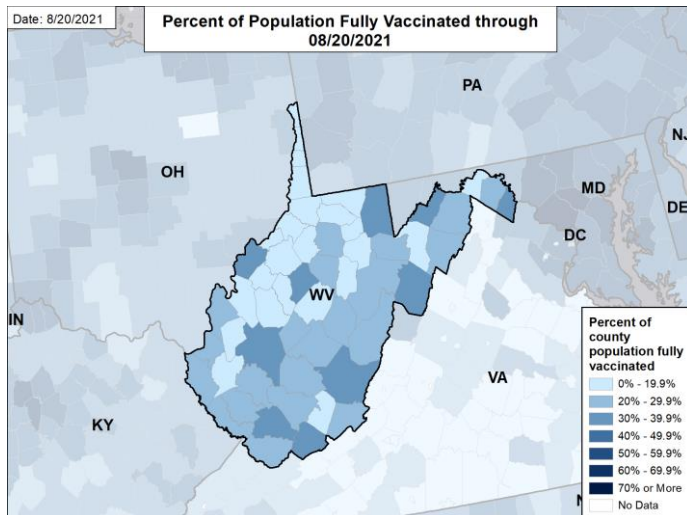 Date: 8/20/2021
Percent of Population Fully Vaccinated through
08/20/2021
PA
NJ
OH
MD
DE
DC
WV
IN
VA
KY
Percent of
county
population fully
vaccinated
0% - 19.9%
20% - 29.9%
30% - 39.9%
40% - 49.9%
50% - 59.9%
60% - 69.9%
70% or More
No Data